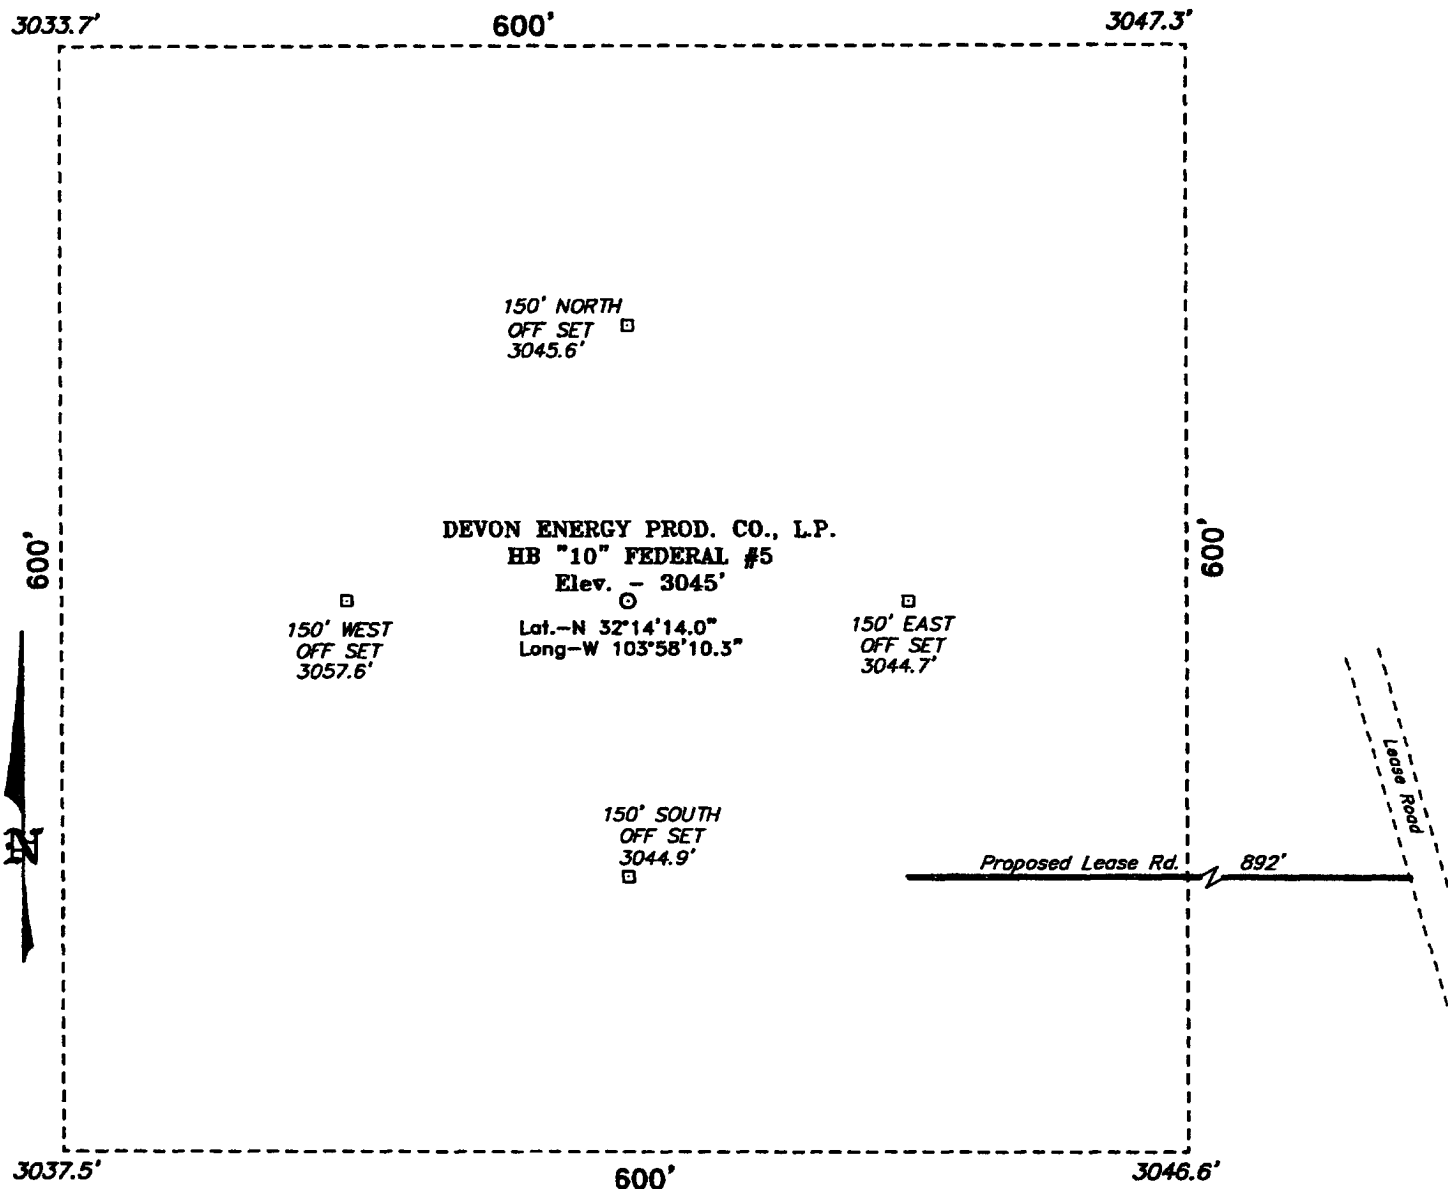 3033.7'
600'
3047.3'
150' NORTH
OFF SET
3045.6'
DEVON ENERGY PROD. CO., L.P.
HB "10" FEDERAL #5
Elev. - 3045'
Lat.-N 32°14'14.0"
Long-W 103°58'10.3"
600'
600'
150' WEST
OFF SET
3057.6'
150' EAST
OFF SET
3044.7'
Lease Road
150' SOUTH
OFF SET
3044.9'
N
Proposed Lease Rd. 892'
3037.5'
600'
3046.6'